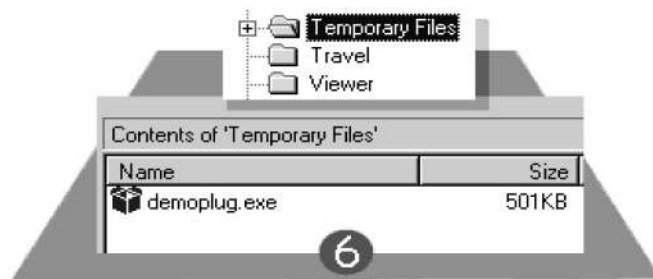 Temporary Files
Travel
Viewer
Contents of 'Temporary Files'
Name Size
demoplug.exe 501KB
6